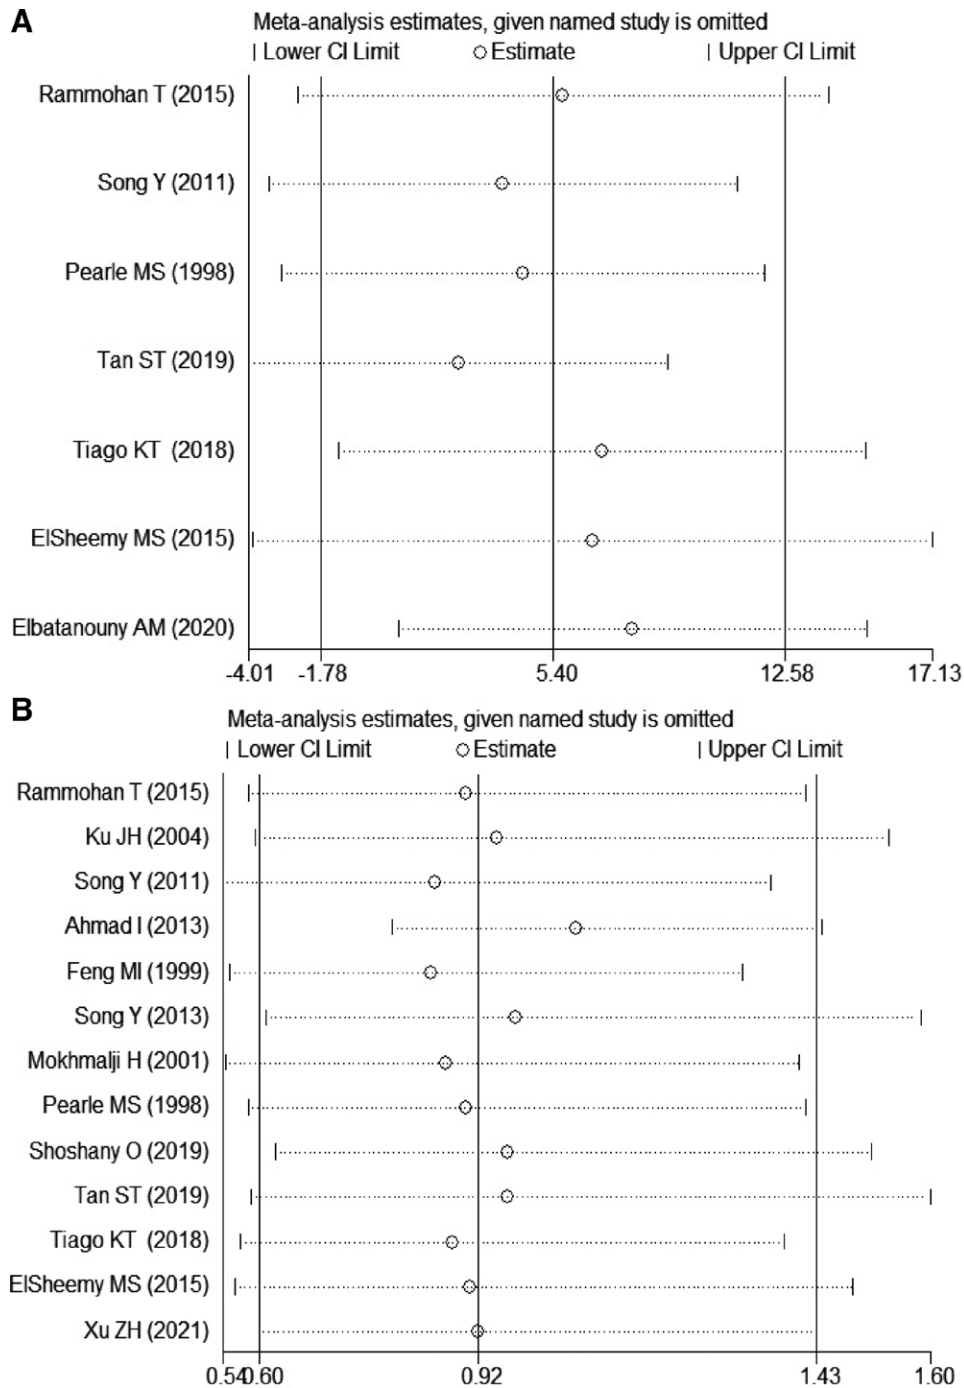 A
Meta-analysis estimates, given named study is omitted
| Lower CI Limit ○ Estimate | Upper CI Limit
Rammohan T (2015)
Song Y (2011)
Pearle MS (1998)
Tan ST (2019)
Tiago KT (2018)
ElSheemy MS (2015)
Elbatanouny AM (2020)
-4.01 -1.78 5.40 12.58 17.13
B
Meta-analysis estimates, given named study is omitted
| Lower CI Limit ○ Estimate | Upper CI Limit
Rammohan T (2015)
Ku JH (2004)
Song Y (2011)
Ahmad I (2013)
Feng MI (1999)
Song Y (2013)
Mokhmalji H (2001)
Pearle MS (1998)
Shoshany O (2019)
Tan ST (2019)
Tiago KT (2018)
ElSheemy MS (2015)
Xu ZH (2021)
0.54 0.60 0.92 1.43 1.60